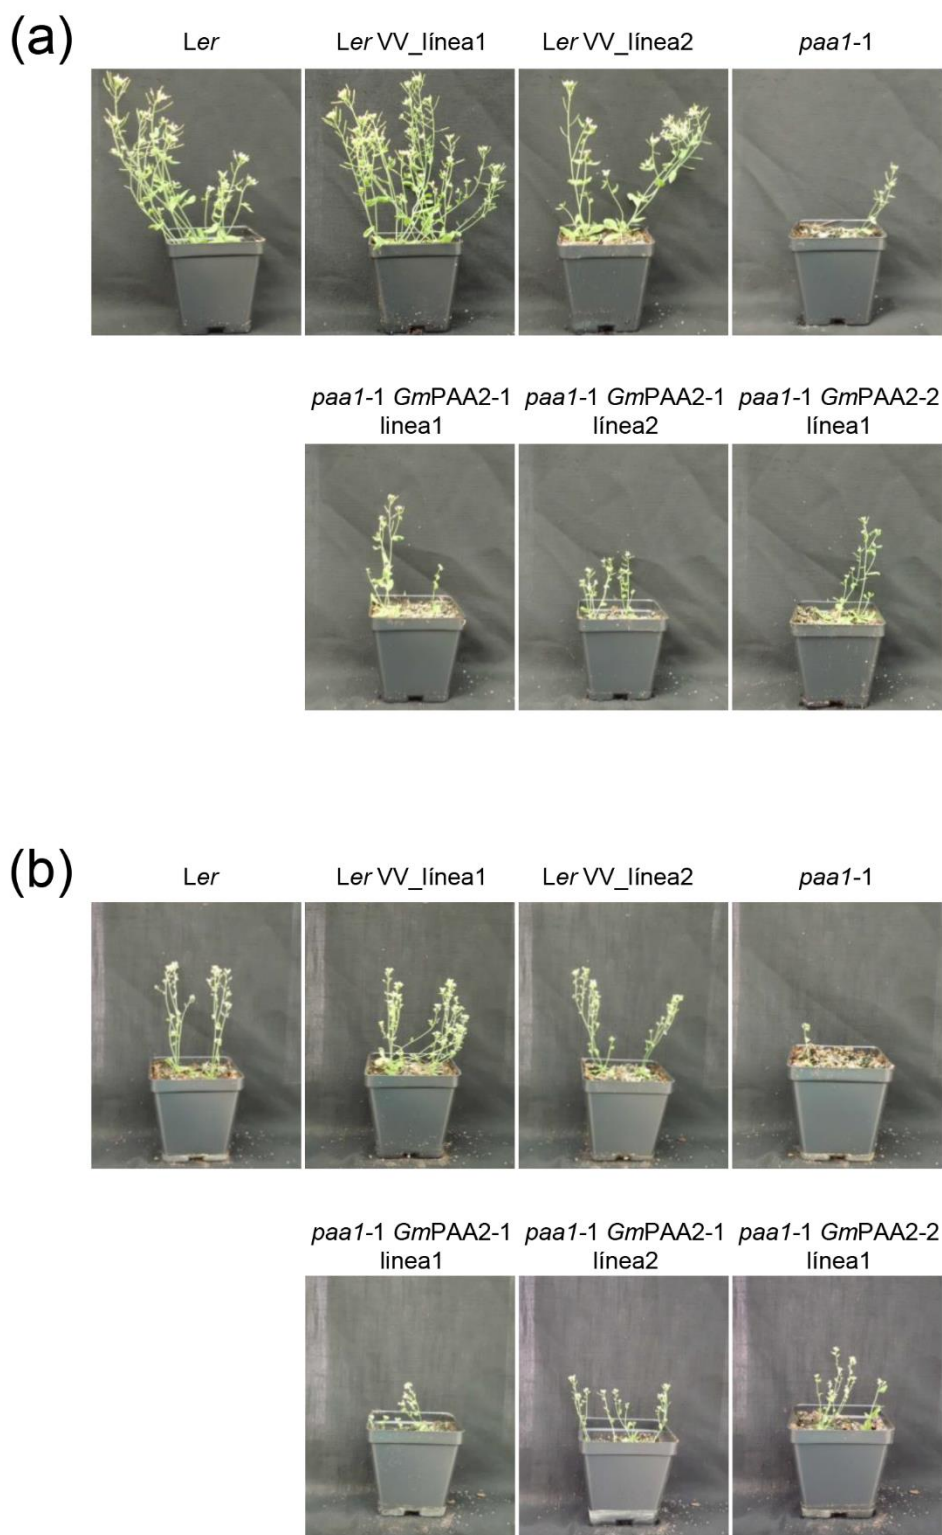 (a)
Ler
Ler VV_línea1
Ler VV_línea2
paa1-1
paa1-1 GmPAA2-1
linea1
paa1-1 GmPAA2-1
línea2
paa1-1 GmPAA2-2
línea1
(b)
Ler
Ler VV_línea1
Ler VV_línea2
paa1-1
paa1-1 GmPAA2-1
linea1
paa1-1 GmPAA2-1
línea2
paa1-1 GmPAA2-2
línea1